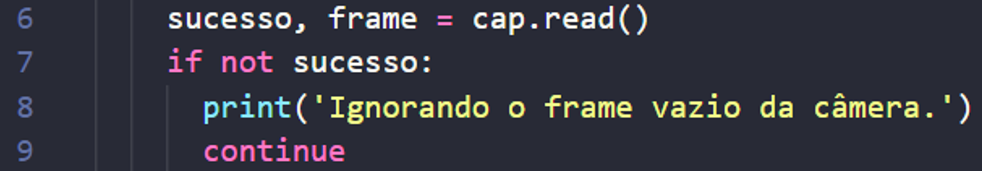 6 sucesso, frame = cap.read()
7 if not sucesso:
8 print('Ignorando o frame vazio da câmera.')
9 continue